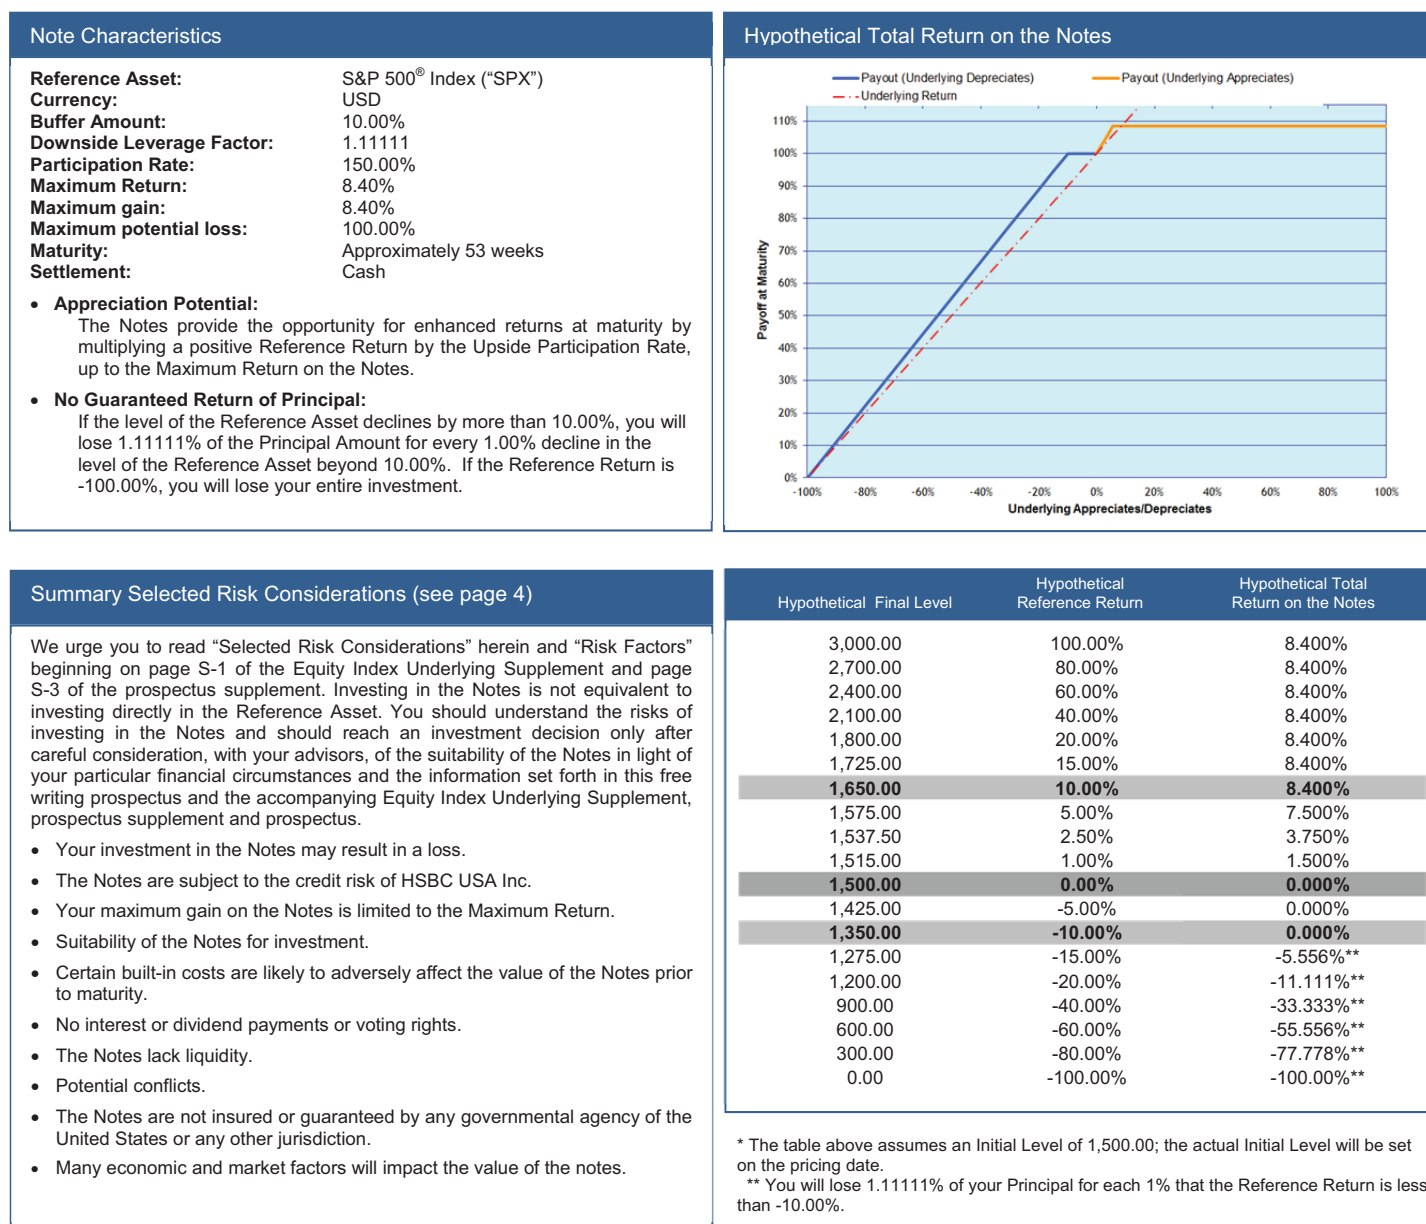 Note Characteristics
Reference Asset: S&P 500® Index (“SPX”)
Currency: USD
Buffer Amount: 10.00%
Downside Leverage Factor: 1.11111
Participation Rate: 150.00%
Maximum Return: 8.40%
Maximum gain: 8.40%
Maximum potential loss: 100.00%
Maturity: Approximately 53 weeks
Settlement: Cash
• Appreciation Potential:
The Notes provide the opportunity for enhanced returns at maturity by
multiplying a positive Reference Return by the Upside Participation Rate,
up to the Maximum Return on the Notes.
• No Guaranteed Return of Principal:
If the level of the Reference Asset declines by more than 10.00%, you will
lose 1.11111% of the Principal Amount for every 1.00% decline in the
level of the Reference Asset beyond 10.00%. If the Reference Return is
-100.00%, you will lose your entire investment.
Hypothetical Total Return on the Notes
Payout (Underlying Depreciates) Payout (Underlying Appreciates)
Underlying Return
110%
100%
90%
80%
70%
60%
50%
40%
30%
20%
10%
0%
Payoff at Maturity
-100% -80% -60% -40% -20% 0% 20% 40% 60% 80% 100%
Underlying Appreciates/Depreciates
Summary Selected Risk Considerations (see page 4)
We urge you to read “Selected Risk Considerations” herein and “Risk Factors”
beginning on page S-1 of the Equity Index Underlying Supplement and page
S-3 of the prospectus supplement. Investing in the Notes is not equivalent to
investing directly in the Reference Asset. You should understand the risks of
investing in the Notes and should reach an investment decision only after
careful consideration, with your advisors, of the suitability of the Notes in light of
your particular financial circumstances and the information set forth in this free
writing prospectus and the accompanying Equity Index Underlying Supplement,
prospectus supplement and prospectus.
• Your investment in the Notes may result in a loss.
• The Notes are subject to the credit risk of HSBC USA Inc.
• Your maximum gain on the Notes is limited to the Maximum Return.
• Suitability of the Notes for investment.
• Certain built-in costs are likely to adversely affect the value of the Notes prior
to maturity.
• No interest or dividend payments or voting rights.
• The Notes lack liquidity.
• Potential conflicts.
• The Notes are not insured or guaranteed by any governmental agency of the
United States or any other jurisdiction.
• Many economic and market factors will impact the value of the notes.
Hypothetical Hypothetical Total
Hypothetical Final Level Reference Return Return on the Notes
3,000.00 100.00% 8.400%
2,700.00 80.00% 8.400%
2,400.00 60.00% 8.400%
2,100.00 40.00% 8.400%
1,800.00 20.00% 8.400%
1,725.00 15.00% 8.400%
1,650.00 10.00% 8.400%
1,575.00 5.00% 7.500%
1,537.50 2.50% 3.750%
1,515.00 1.00% 1.500%
1,500.00 0.00% 0.000%
1,425.00 -5.00% 0.000%
1,350.00 -10.00% 0.000%
1,275.00 -15.00% -5.556%**
1,200.00 -20.00% -11.111%**
900.00 -40.00% -33.333%**
600.00 -60.00% -55.556%**
300.00 -80.00% -77.778%**
0.00 -100.00% -100.00%**
* The table above assumes an Initial Level of 1,500.00; the actual Initial Level will be set
on the pricing date.
** You will lose 1.11111% of your Principal for each 1% that the Reference Return is less
than -10.00%.